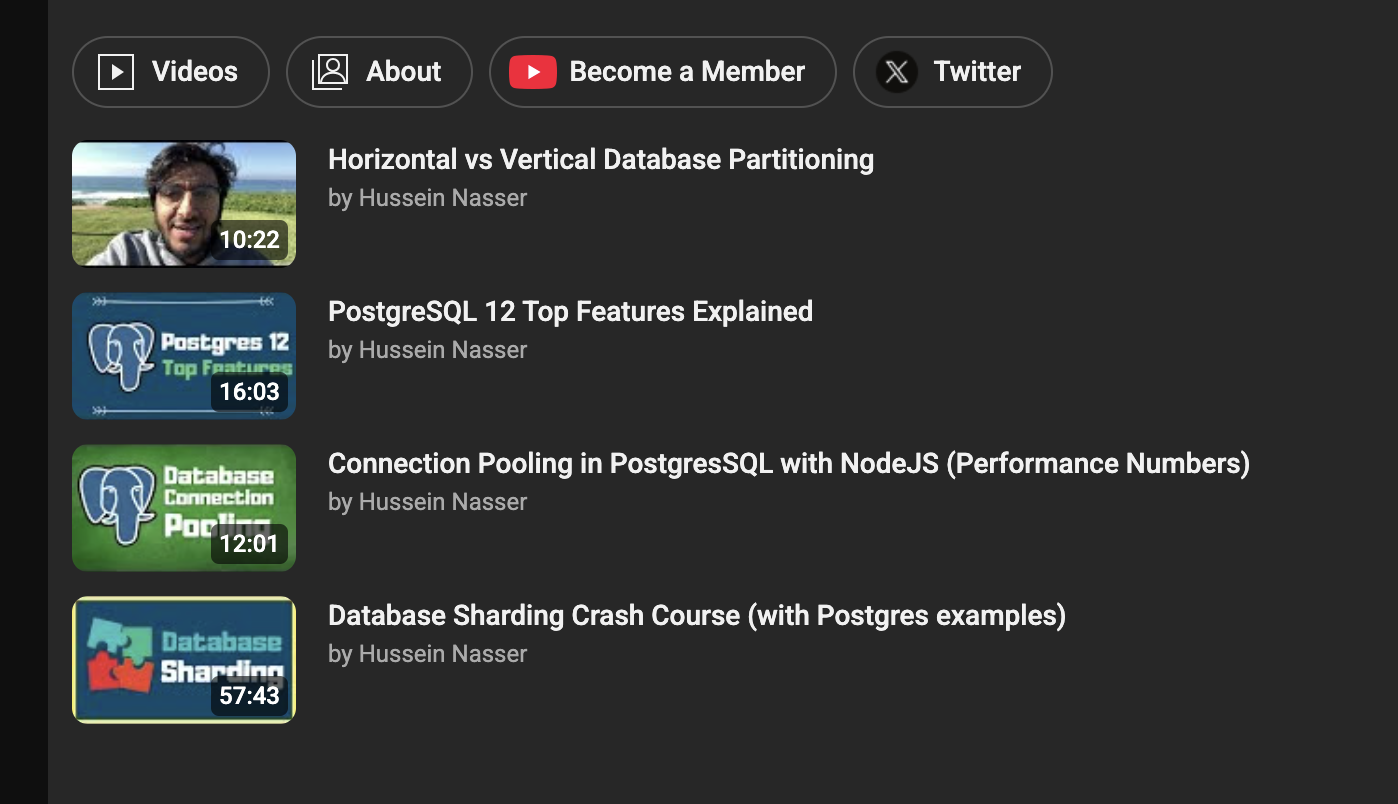 Videos
About
Become a Member
Twitter
10:22
Horizontal vs Vertical Database Partitioning
by Hussein Nasser
Postgres 12
Top Features
16:03
PostgreSQL 12 Top Features Explained
by Hussein Nasser
Database
Connection
Pooling
12:01
Connection Pooling in PostgresSQL with NodeJS (Performance Numbers)
by Hussein Nasser
Database
Sharding
57:43
Database Sharding Crash Course (with Postgres examples)
by Hussein Nasser